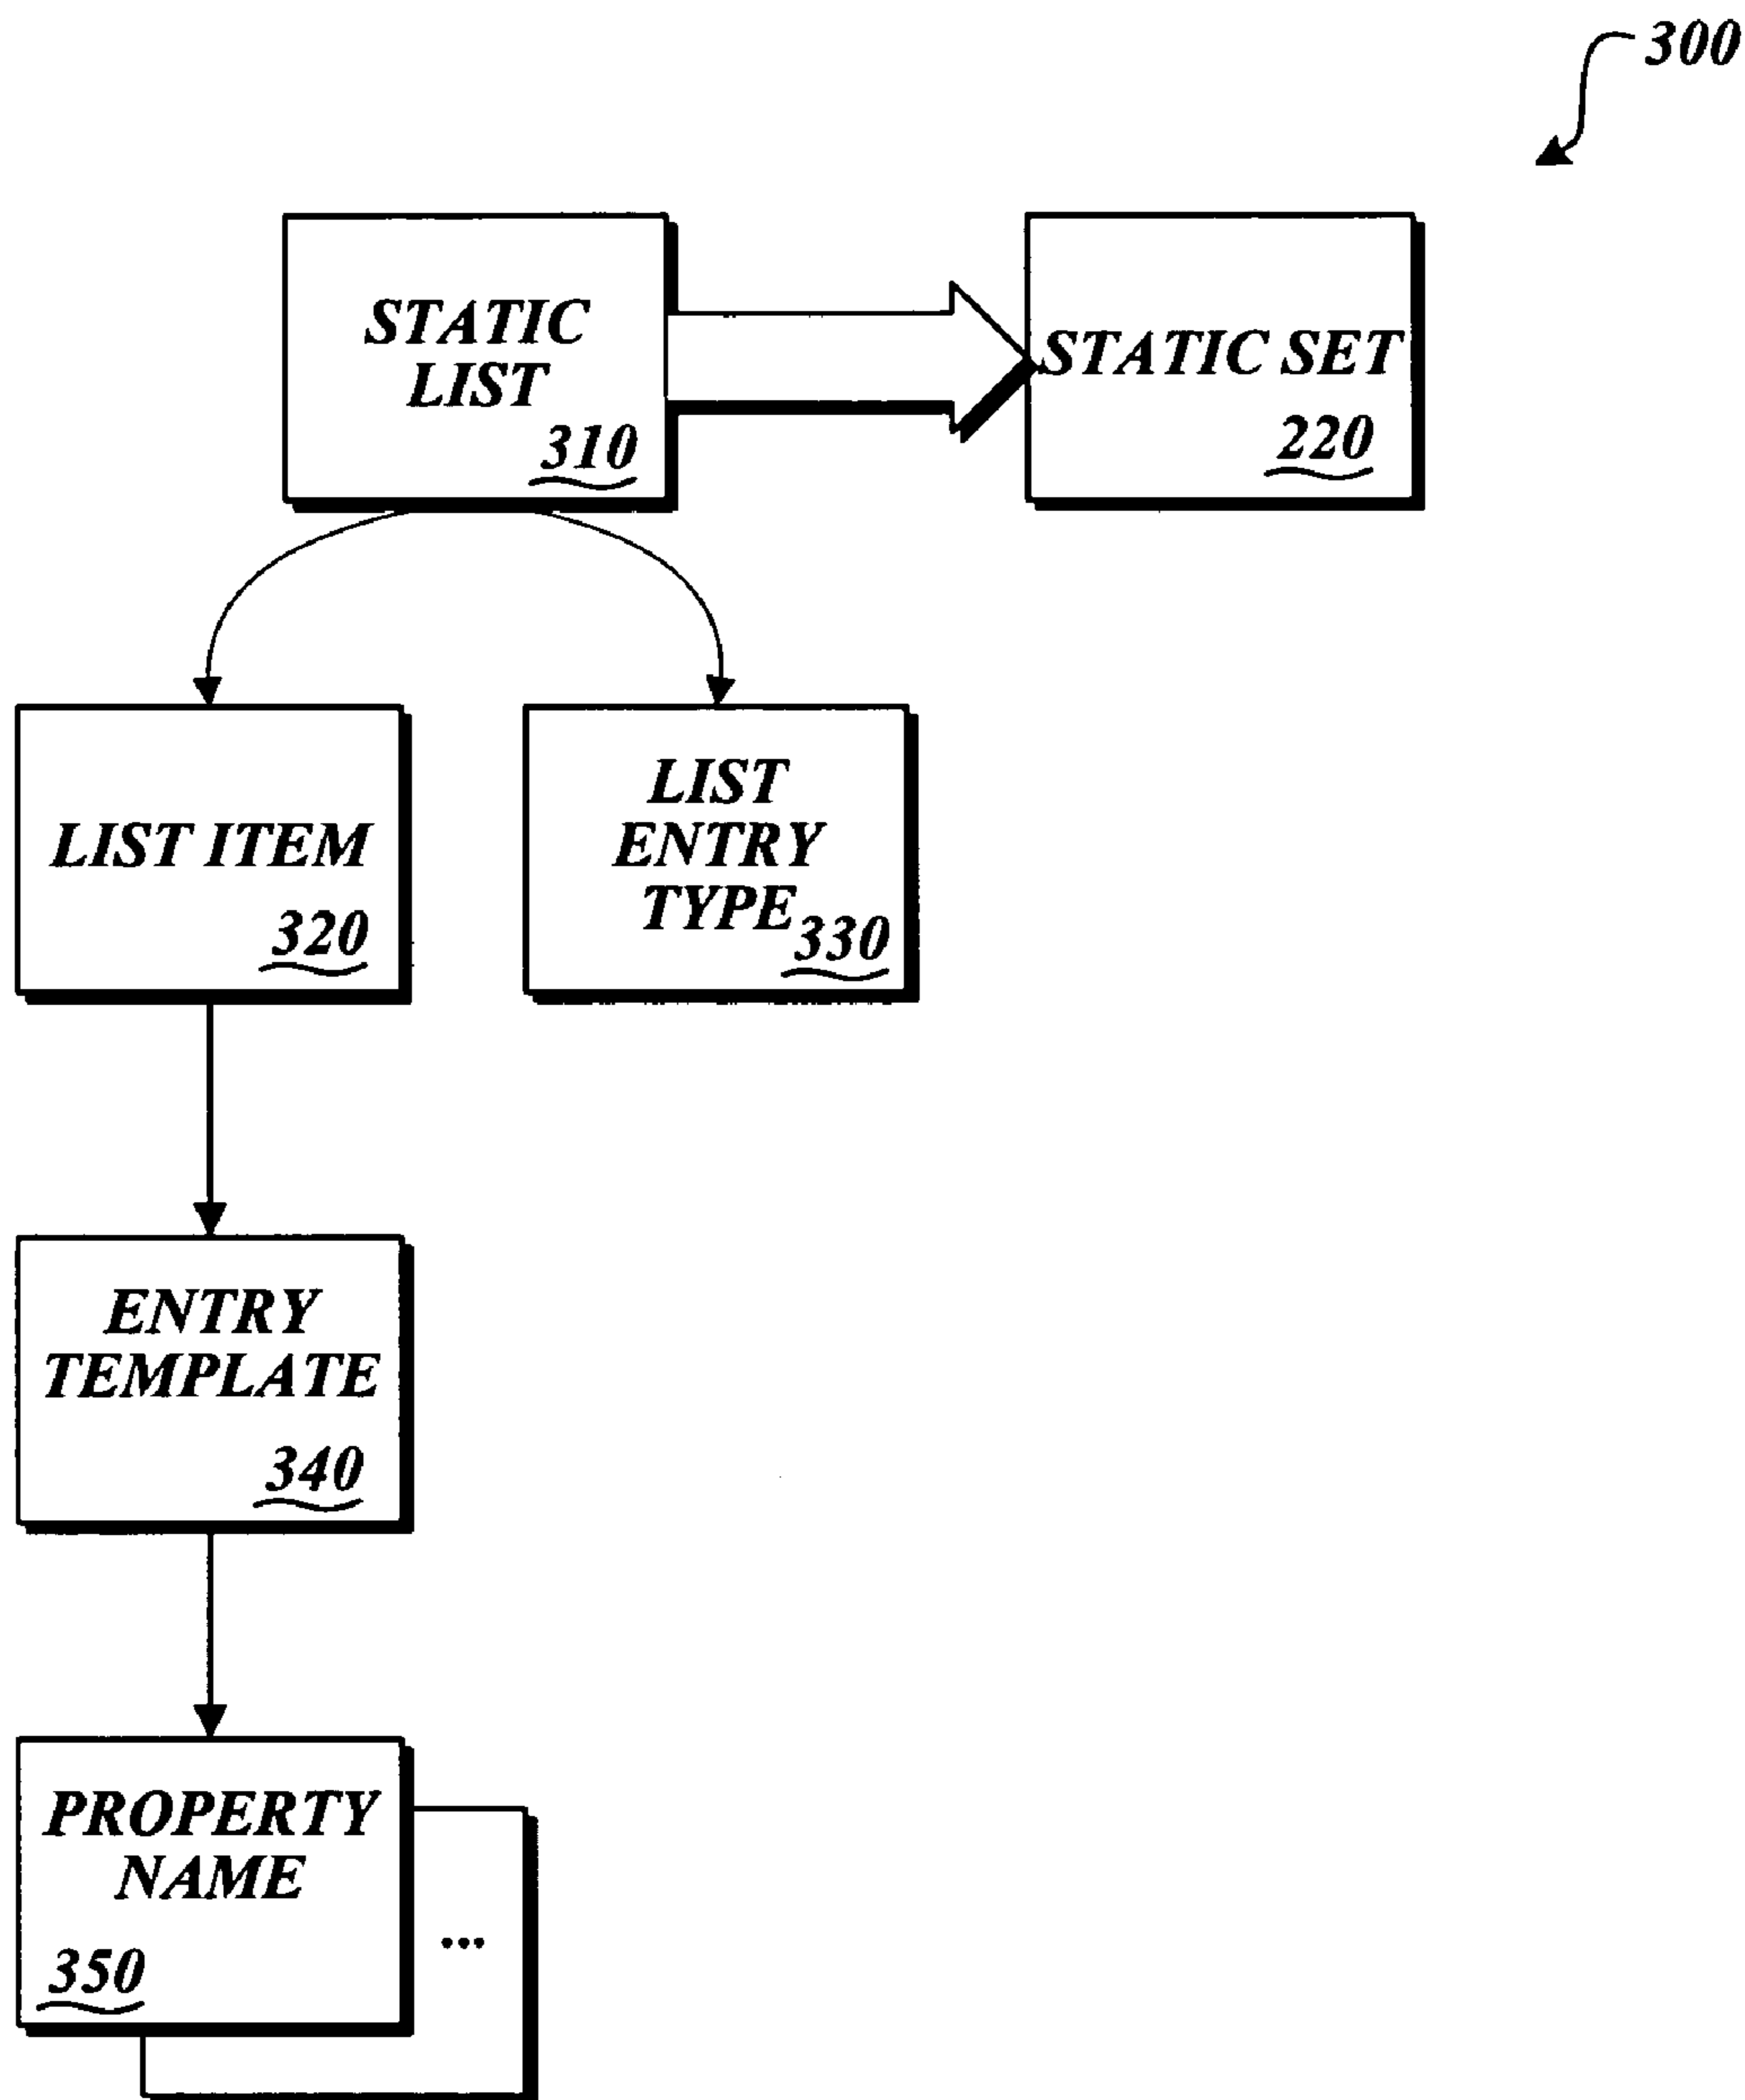 300
STATIC
LIST
310
STATIC SET
220
LIST ITEM
320
LIST
ENTRY
TYPE
330
ENTRY
TEMPLATE
340
PROPERTY
NAME
350
...